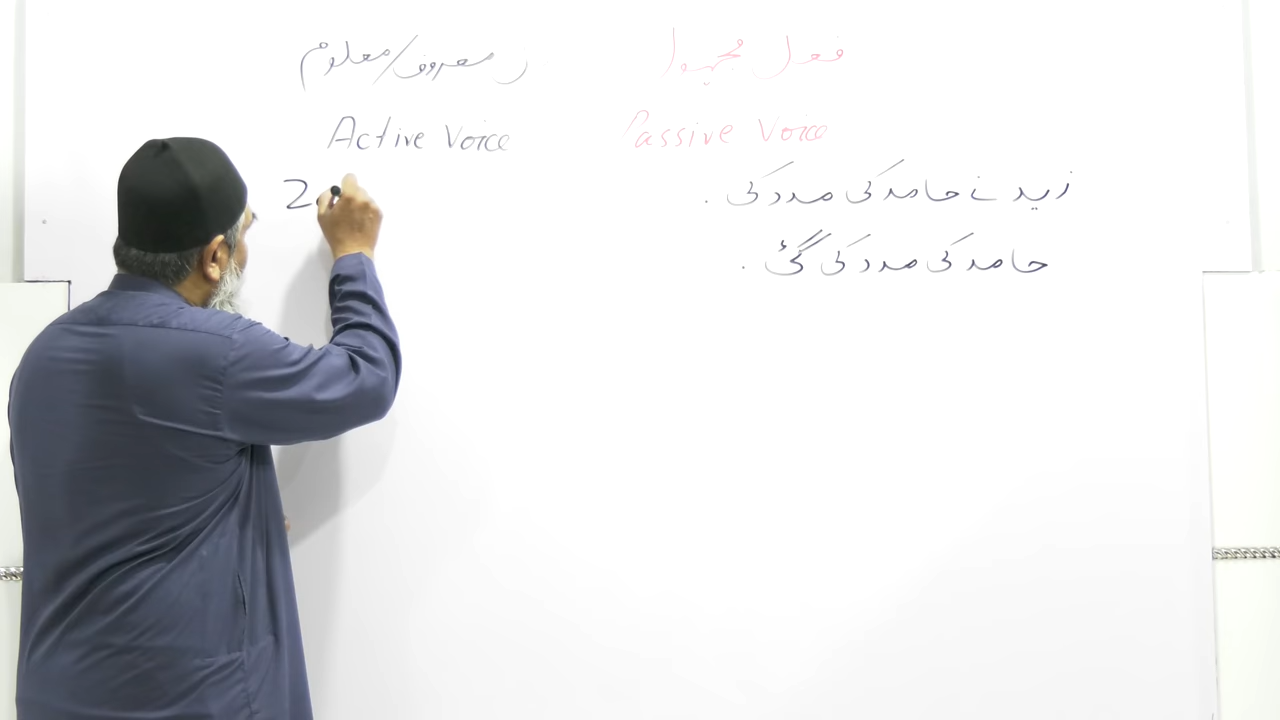 فعل مجہول معروف/معلوم
Active Voice Passive Voice
زید نے حامد کی مدد کی .
حامد کی مدد کی گئی .
Za